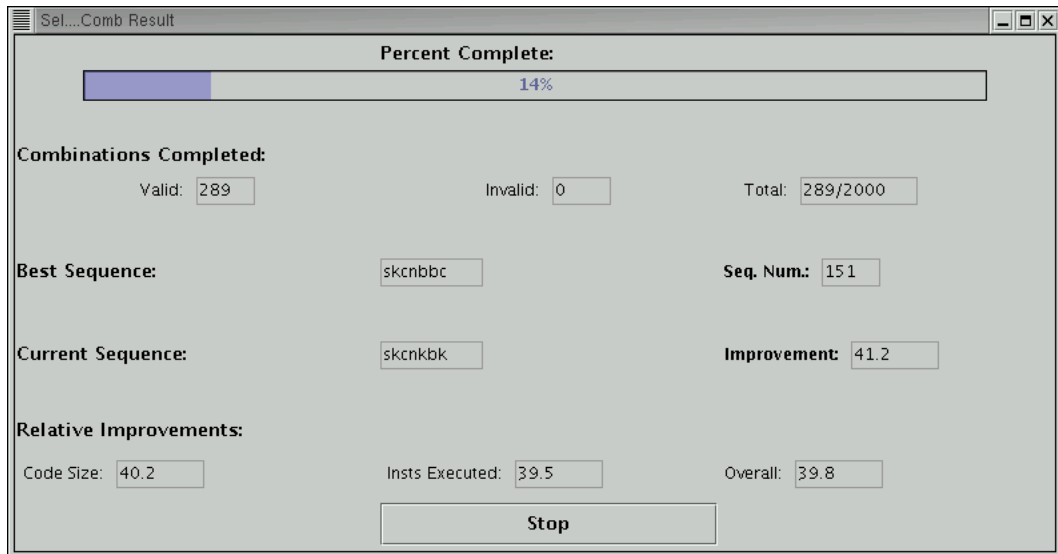 Sel....Comb Result
Percent Complete:
14%
Combinations Completed:
Valid: 289 Invalid: 0 Total: 289/2000
Best Sequence: skcnbbc Seq. Num.: 151
Current Sequence: skcnkbk Improvement: 41.2
Relative Improvements:
Code Size: 40.2 Insts Executed: 39.5 Overall: 39.8
Stop